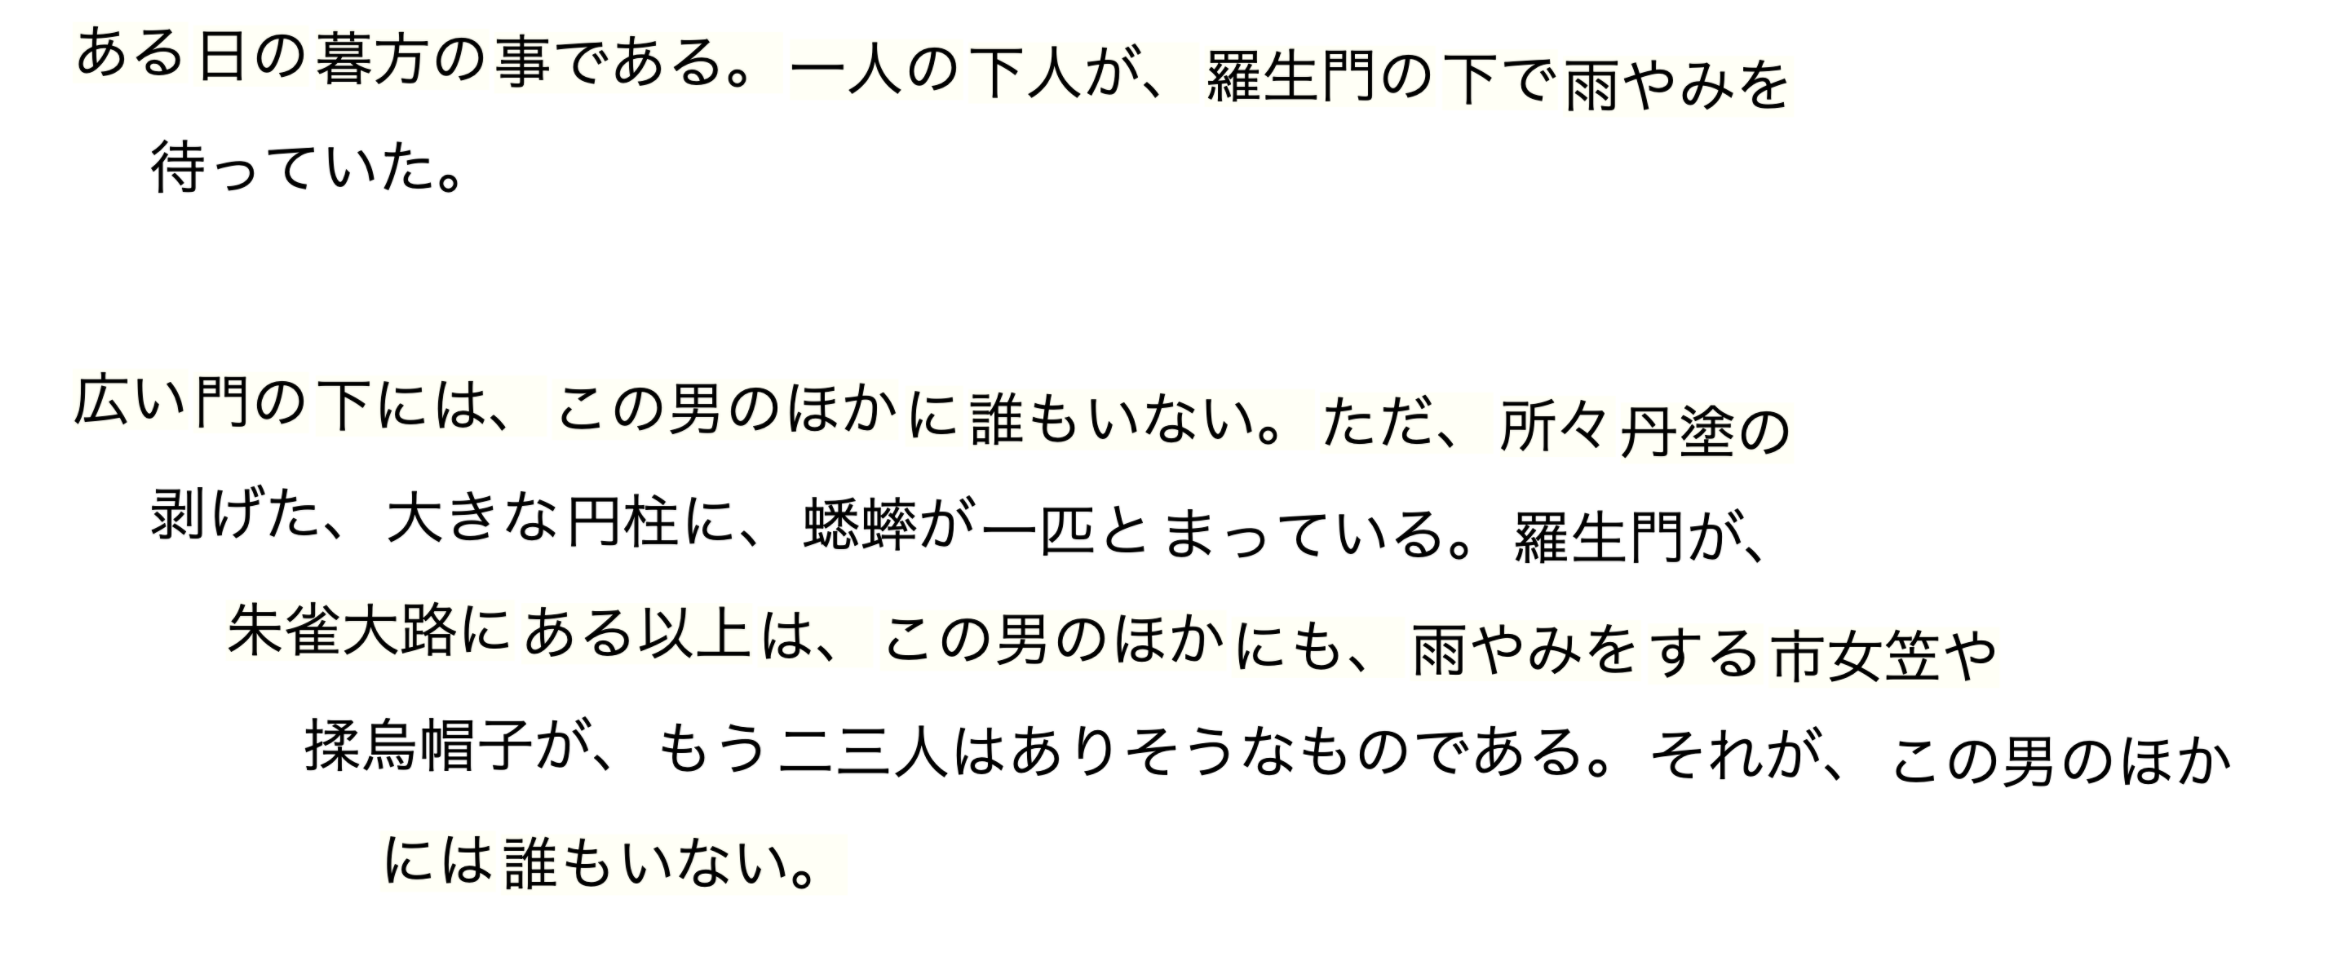 ある日の暮方の事である。一人の下人が、羅生門の下で雨やみを
待っていた。
広い門の下には、この男のほかに誰もいない。ただ、所々丹塗の
剥げた、大きな円柱に、蟋蟀が一匹とまっている。羅生門が、
朱雀大路にある以上は、この男のほかにも、雨やみをする市女笠や
揉烏帽子が、もう二三人はありそうなものである。それが、この男のほか
には誰もいない。